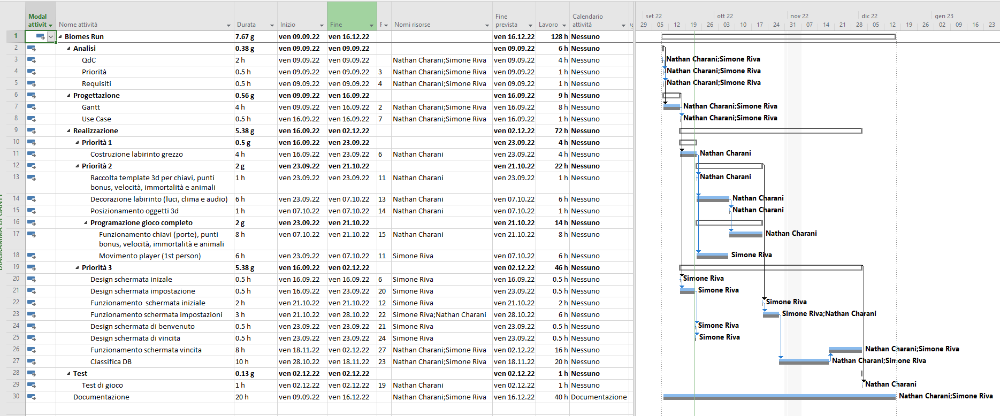 Modal attivit
Nome attività
Durata
Inizio
Fine
F
Nomi risorse
Fine prevista
Lavoro
Calendario attività
set 22 ott 22 nov 22 dic 22 gen 23
29 05 12 19 26 03 10 17 24 31 07 14 21 28 05 12 19 26 02 09 16 23
1 Biomes Run 7.67 g ven 09.09.22 ven 16.12.22 ven 16.12.22 128 h Nessuno
2 Analisi 0.38 g ven 09.09.22 ven 09.09.22 ven 09.09.22 6 h Nessuno
3 QdC 2 h ven 09.09.22 ven 09.09.22 Nathan Charani;Simone Riva ven 09.09.22 4 h Nessuno Nathan Charani;Simone Riva
4 Priorità 0.5 h ven 09.09.22 ven 09.09.22 3 Nathan Charani;Simone Riva ven 09.09.22 1 h Nessuno Nathan Charani;Simone Riva
5 Requisiti 0.5 h ven 09.09.22 ven 09.09.22 4 Nathan Charani;Simone Riva ven 09.09.22 1 h Nessuno Nathan Charani;Simone Riva
6 Progettazione 0.56 g ven 09.09.22 ven 16.09.22 ven 16.09.22 9 h Nessuno
7 Gantt 4 h ven 09.09.22 ven 16.09.22 2 Nathan Charani;Simone Riva ven 16.09.22 8 h Nessuno Nathan Charani;Simone Riva
8 Use Case 0.5 h ven 16.09.22 ven 16.09.22 7 Nathan Charani;Simone Riva ven 16.09.22 1 h Nessuno Nathan Charani;Simone Riva
9 Realizzazione 5.38 g ven 16.09.22 ven 02.12.22 ven 02.12.22 72 h Nessuno
10 Priorità 1 0.5 g ven 16.09.22 ven 23.09.22 ven 23.09.22 4 h Nessuno
11 Costruzione labirinto grezzo 4 h ven 16.09.22 ven 23.09.22 6 Nathan Charani ven 23.09.22 4 h Nessuno Nathan Charani
12 Priorità 2 2 g ven 23.09.22 ven 21.10.22 ven 21.10.22 22 h Nessuno
13 Raccolta template 3d per chiavi, punti 1 h ven 23.09.22 ven 23.09.22 11 Nathan Charani ven 23.09.22 1 h Nessuno Nathan Charani
bonus, velocità, immortalità e animali
14 Decorazione labirinto (luci, clima e audio) 6 h ven 23.09.22 ven 07.10.22 13 Nathan Charani ven 07.10.22 6 h Nessuno Nathan Charani
15 Posizionamento oggetti 3d 1 h ven 07.10.22 ven 07.10.22 14 Nathan Charani ven 07.10.22 1 h Nessuno Nathan Charani
16 Programazione gioco completo 2 g ven 23.09.22 ven 21.10.22 ven 21.10.22 14 h Nessuno
17 Funzionamento chiavi (porte), punti 8 h ven 07.10.22 ven 21.10.22 15 Nathan Charani ven 21.10.22 8 h Nessuno Nathan Charani
bonus, velocità, immortalità e animali
18 Movimento player (1st person) 6 h ven 23.09.22 ven 07.10.22 11 Simone Riva ven 07.10.22 6 h Nessuno Simone Riva
19 Priorità 3 5.38 g ven 16.09.22 ven 02.12.22 ven 02.12.22 46 h Nessuno
20 Design schermata inizale 0.5 h ven 16.09.22 ven 16.09.22 6 Simone Riva ven 16.09.22 0.5 h Nessuno Simone Riva
21 Design schermata impostazione 0.5 h ven 16.09.22 ven 23.09.22 20 Simone Riva ven 23.09.22 0.5 h Nessuno Simone Riva
22 Funzionamento schermata iniziale 2 h ven 21.10.22 ven 21.10.22 12 Simone Riva ven 21.10.22 2 h Nessuno Simone Riva
23 Funzionamento schermata impostazioni 3 h ven 21.10.22 ven 28.10.22 22 Simone Riva;Nathan Charani ven 28.10.22 6 h Nessuno Simone Riva;Nathan Charani
24 Design schermata di benvenuto 0.5 h ven 23.09.22 ven 23.09.22 21 Simone Riva ven 23.09.22 0.5 h Nessuno Simone Riva
25 Design schermata di vincita 0.5 h ven 23.09.22 ven 23.09.22 24 Simone Riva ven 23.09.22 0.5 h Nessuno Simone Riva
26 Funzionamento schermata vincita 8 h ven 18.11.22 ven 02.12.22 27 Nathan Charani;Simone Riva ven 02.12.22 16 h Nessuno Nathan Charani;Simone Riva
27 Classifica DB 10 h ven 28.10.22 ven 18.11.22 23 Nathan Charani;Simone Riva ven 18.11.22 20 h Nessuno Nathan Charani;Simone Riva
28 Test 0.13 g ven 02.12.22 ven 02.12.22 ven 02.12.22 1 h Nessuno
29 Test di gioco 1 h ven 02.12.22 ven 02.12.22 19 Nathan Charani ven 02.12.22 1 h Nessuno Nathan Charani
30 Documentazione 20 h ven 09.09.22 ven 16.12.22 Nathan Charani;Simone Riva ven 16.12.22 40 h Documentazione Nathan Charani;Simone Riva